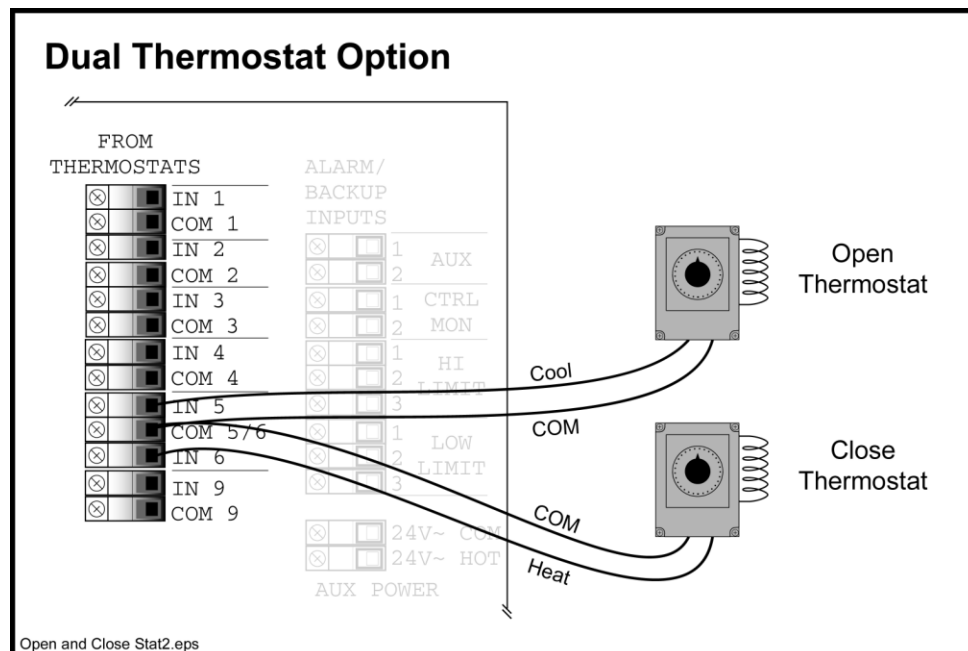 Dual Thermostat Option
FROM
THERMOSTATS
IN 1
COM 1
IN 2
COM 2
IN 3
COM 3
IN 4
COM 4
IN 5
COM 5/6
IN 6
IN 9
COM 9
ALARM/
BACKUP
INPUTS
1
2
AUX
1
2
CTRL
MON
1
2
3
HI
LIMIT
1
2
3
LOW
LIMIT
24V~ COM
24V~ HOT
AUX POWER
Cool
COM
COM
Heat
Open
Thermostat
Close
Thermostat
Open and Close Stat2.eps